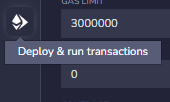 GAS LIMIT
3000000
Deploy & run transactions
0